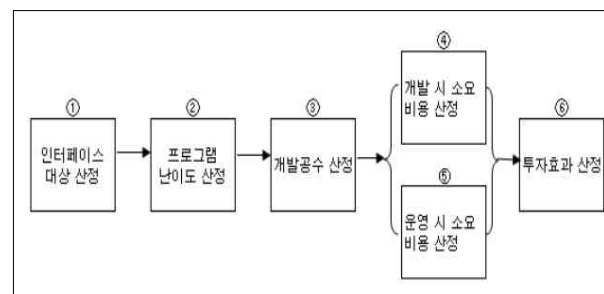 ①
인터페이스
대상 산정
②
프로그램
난이도 산정
③
개발공수 산정
④
개발 시 소요
비용 산정
⑤
운영 시 소요
비용 산정
⑥
투자효과 산정